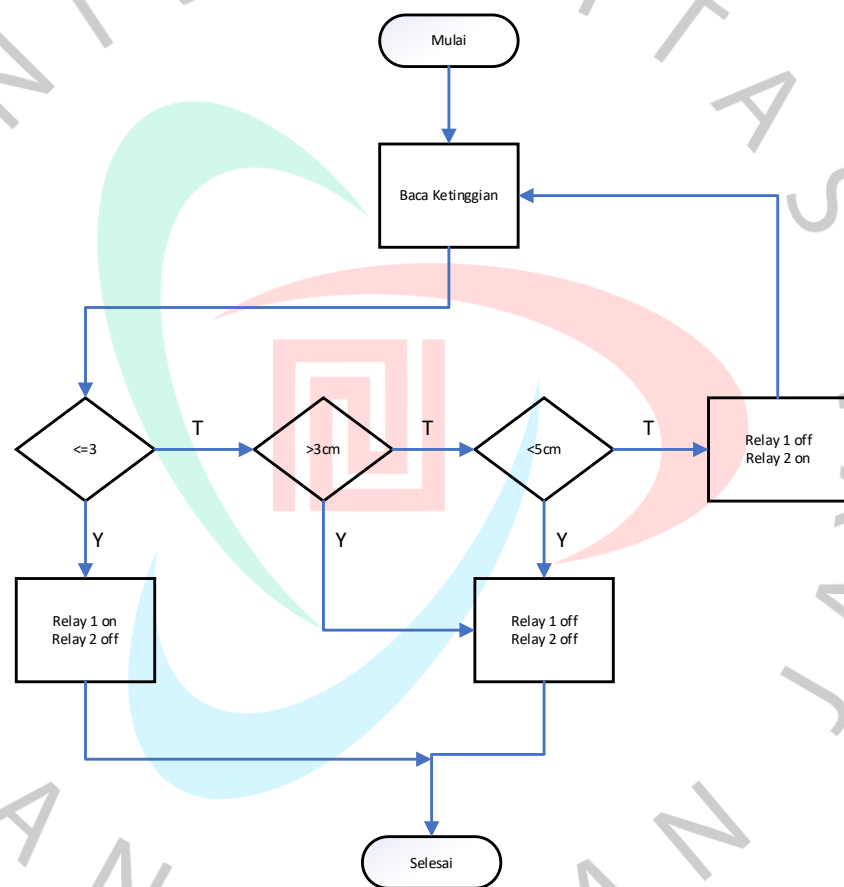 Mulai
Baca Ketinggian
<=3
T
>3cm
T
<5cm
T
Relay 1 off
Relay 2 on
Y
Y
Y
Relay 1 on
Relay 2 off
Relay 1 off
Relay 2 off
Selesai